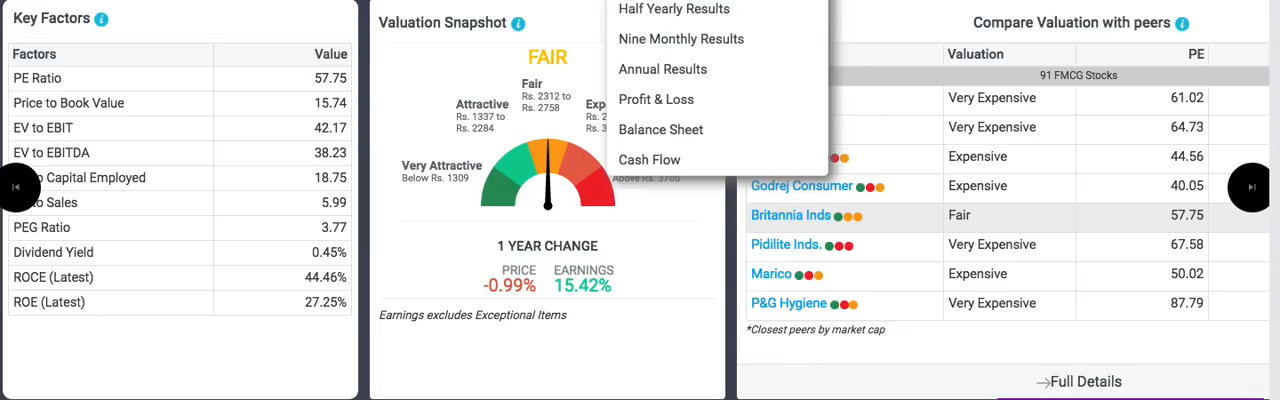 Key Factors
Factors Value
PE Ratio 57.75
Price to Book Value 15.74
EV to EBIT 42.17
EV to EBITDA 38.23
Capital Employed 18.75
Sales 5.99
PEG Ratio 3.77
Dividend Yield 0.45%
ROCE (Latest) 44.46%
ROE (Latest) 27.25%
Valuation Snapshot
FAIR
Fair
Rs. 2312 to
2758
Attractive
Rs. 1337 to
Rs. 2284
Very Attractive
Below Rs. 1309
Above Rs. 3705
1 YEAR CHANGE
PRICE EARNINGS
-0.99% 15.42%
Earnings excludes Exceptional Items
Half Yearly Results
Nine Monthly Results
Annual Results
Profit & Loss
Balance Sheet
Cash Flow
Compare Valuation with peers
Valuation PE
91 FMCG Stocks
Very Expensive 61.02
Very Expensive 64.73
Expensive 44.56
Godrej Consumer Expensive 40.05
Britannia Inds Fair 57.75
Pidilite Inds. Very Expensive 67.58
Marico Expensive 50.02
P&G Hygiene Very Expensive 87.79
*Closest peers by market cap
Full Details